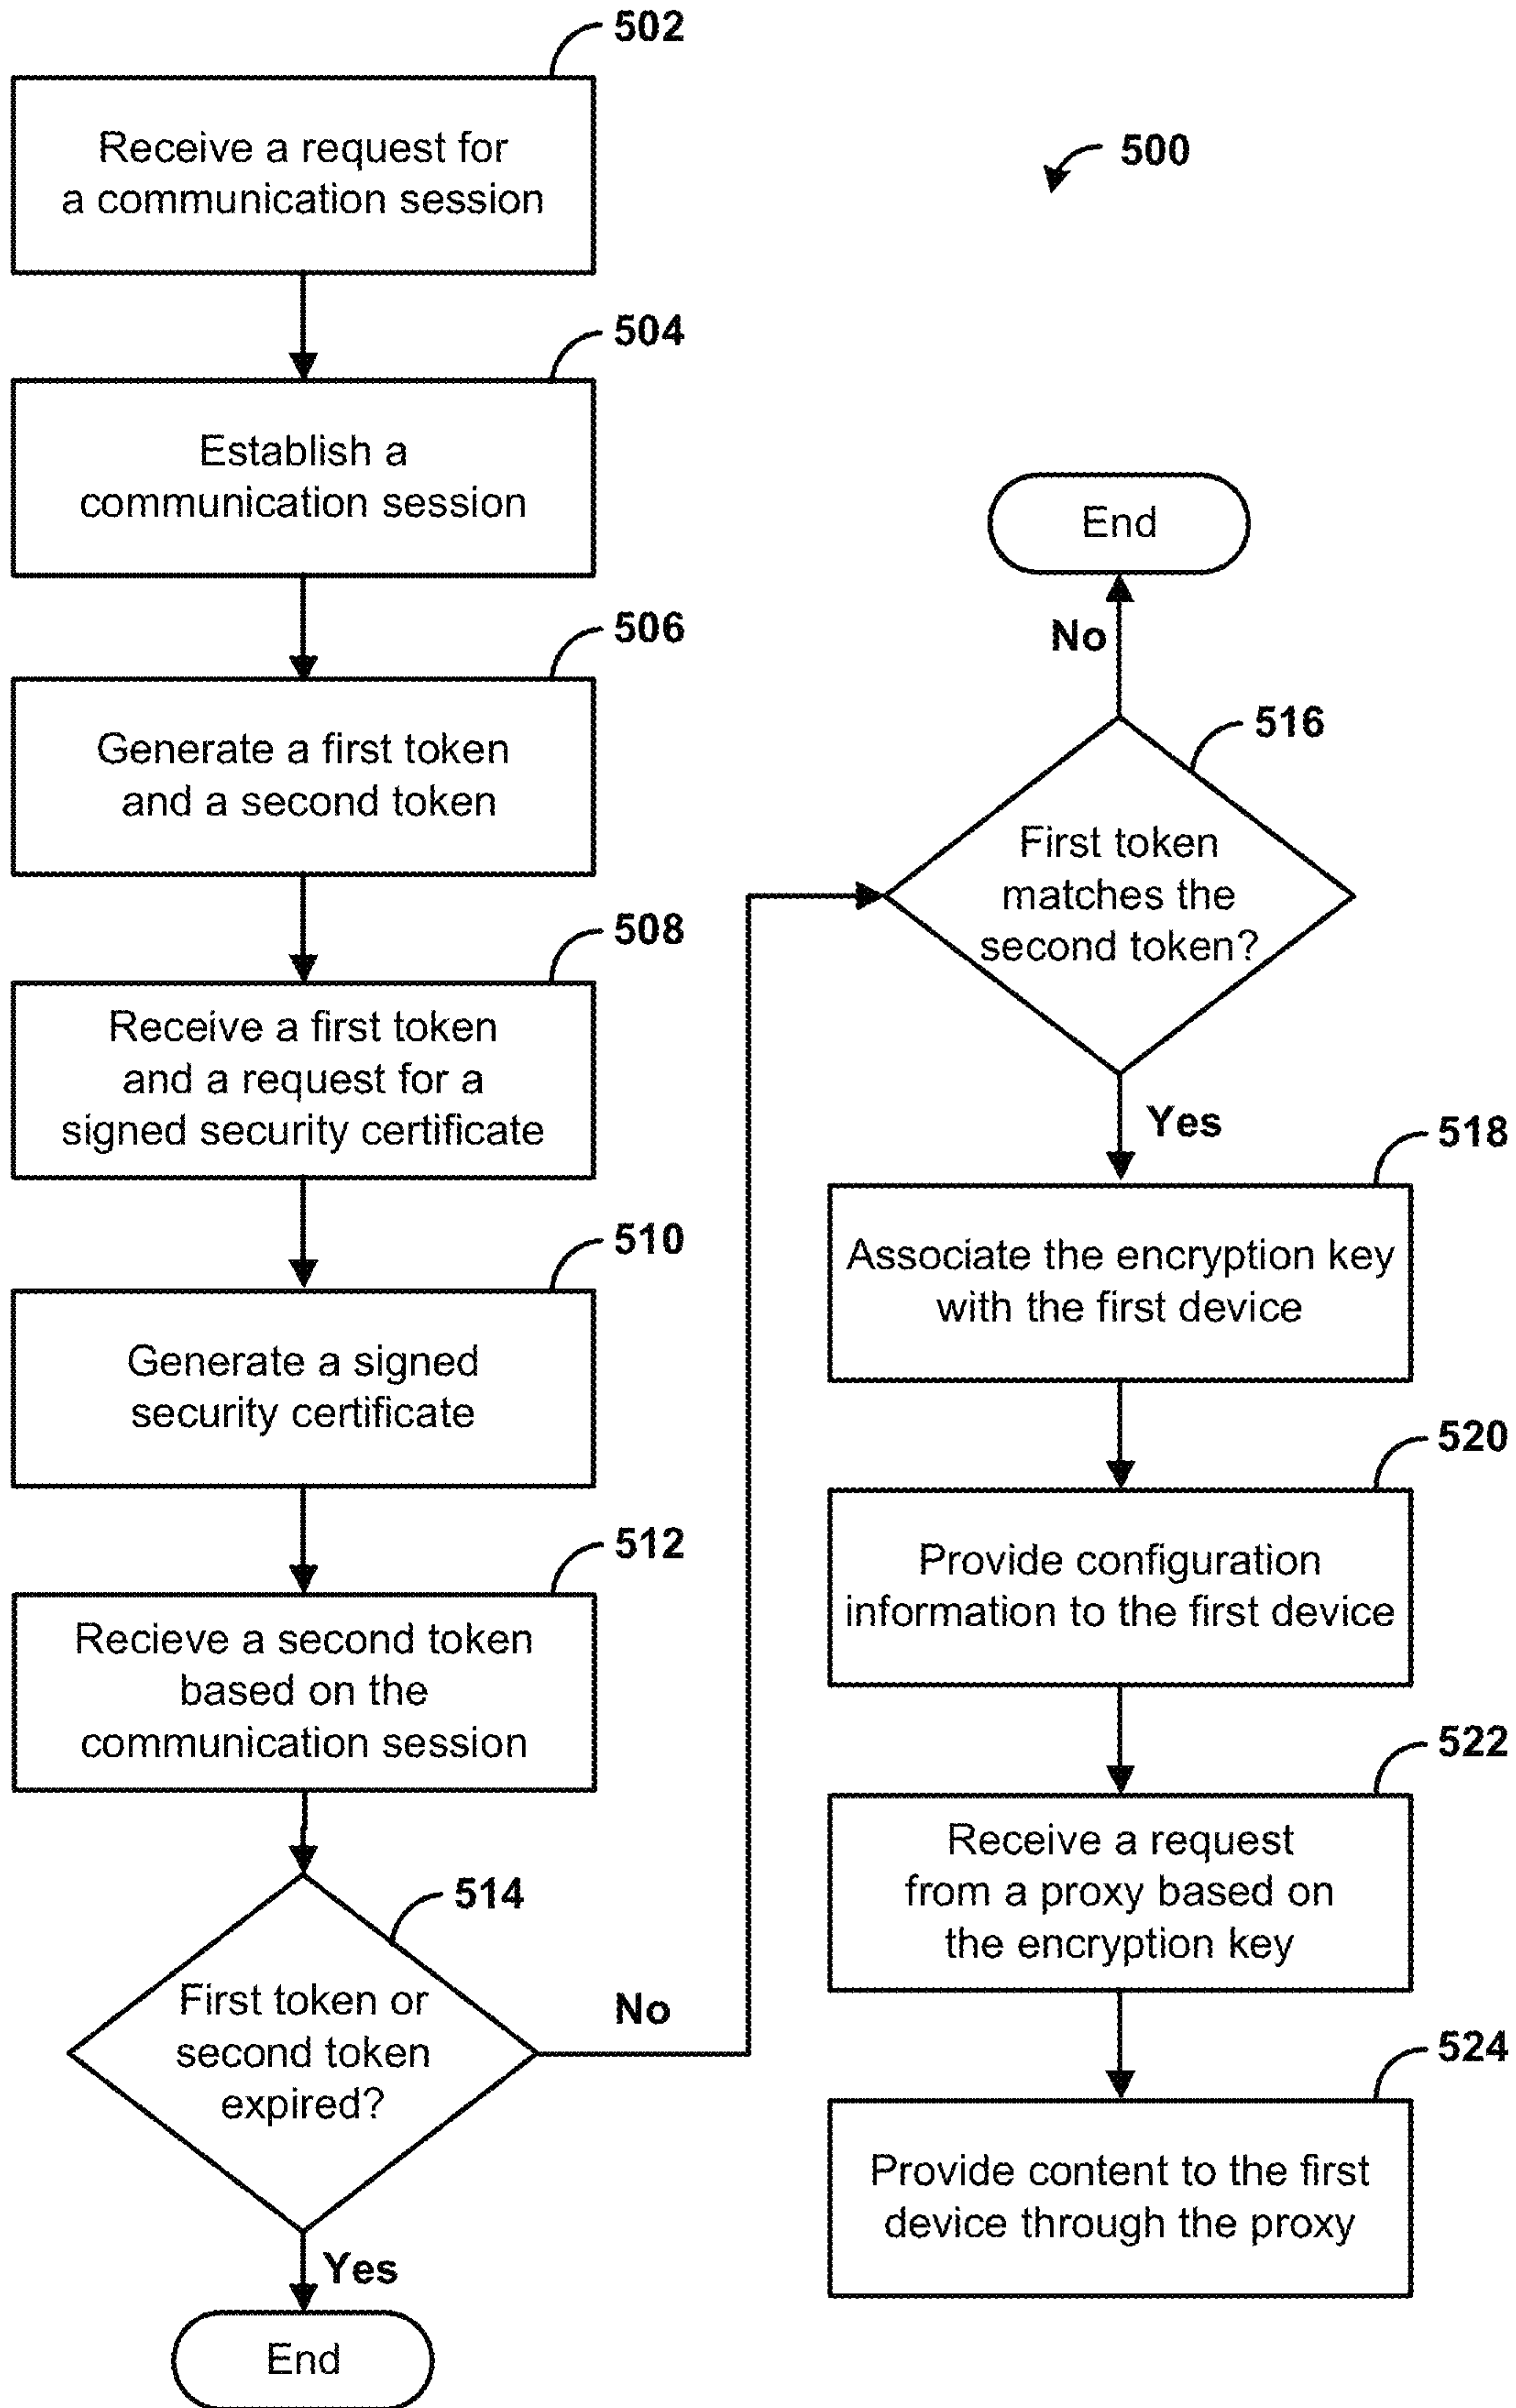 502
Receive a request for
a communication session
504
Establish a
communication session
506
Generate a first token
and a second token
508
Receive a first token
and a request for a
signed security certificate
510
Generate a signed
security certificate
512
Recieve a second token
based on the
communication session
514
First token or
second token
expired?
No
Yes
End
500
End
No
516
First token
matches the
second token?
Yes
518
Associate the encryption key
with the first device
520
Provide configuration
information to the first device
522
Receive a request
from a proxy based on
the encryption key
524
Provide content to the first
device through the proxy